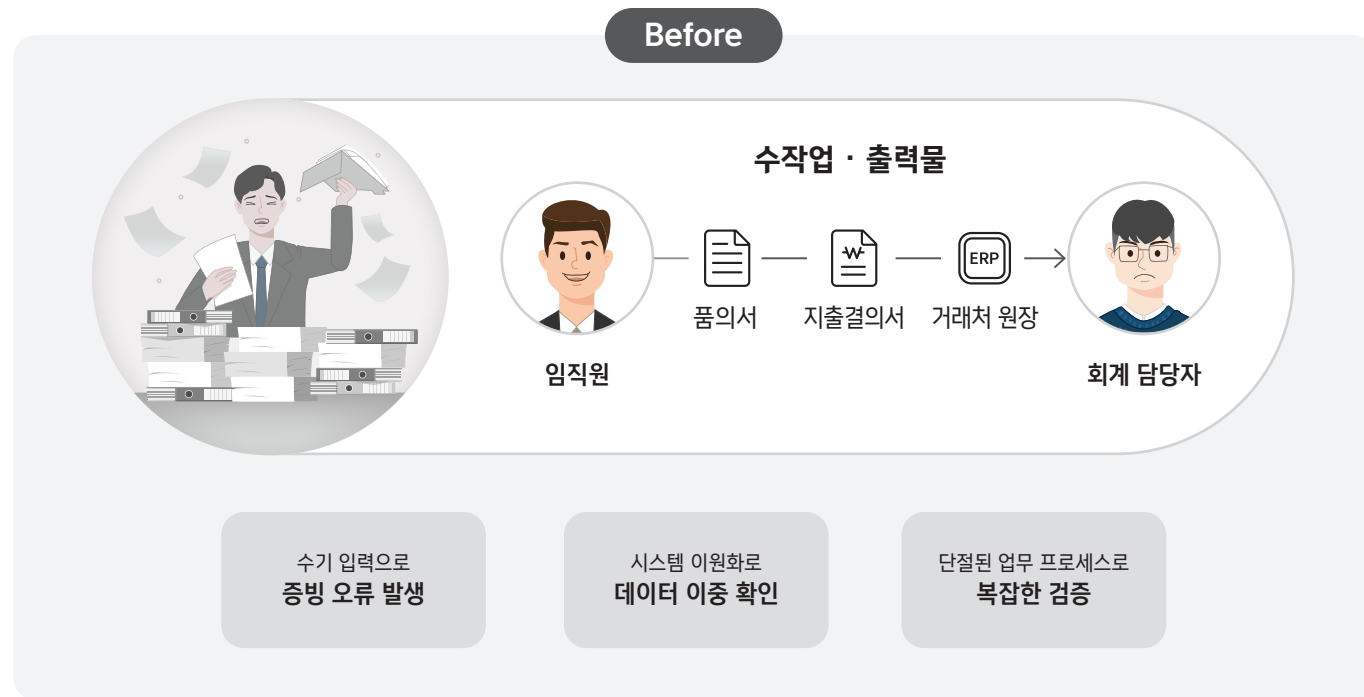 Before
수작업 · 출력물
₩
ERP
품의서
지출결의서
거래처 원장
임직원
회계 담당자
수기 입력으로
증빙 오류 발생
시스템 이원화로
데이터 이중 확인
단절된 업무 프로세스로
복잡한 검증